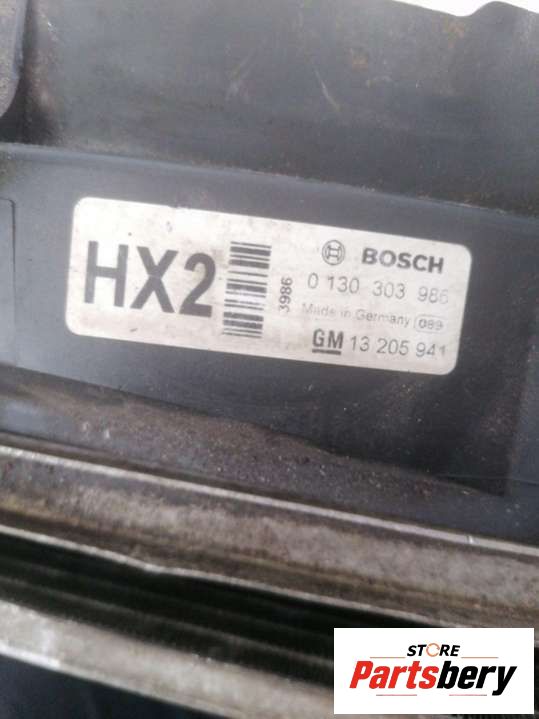 HX2
3986
BOSCH
0 130 303 986
Made in Germany 089
GM 13 205 941
STORE
Partsbery